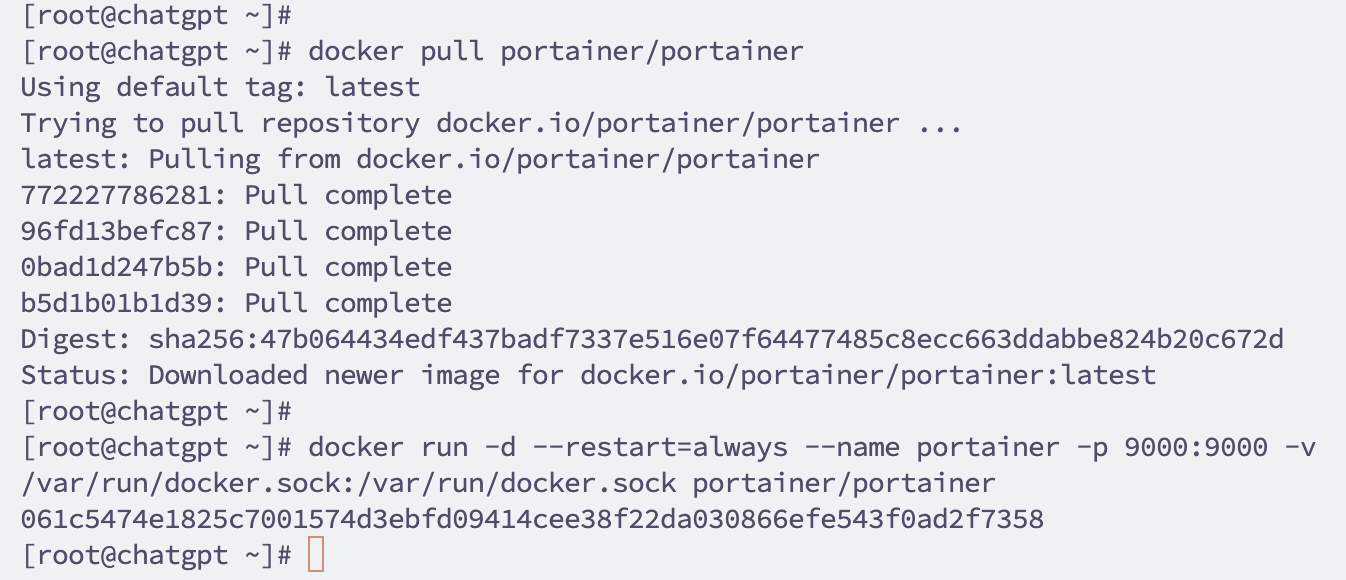 [root@chatgpt ~]#
[root@chatgpt ~]# docker pull portainer/portainer
Using default tag: latest
Trying to pull repository docker.io/portainer/portainer ...
latest: Pulling from docker.io/portainer/portainer
772227786281: Pull complete
96fd13befc87: Pull complete
0bad1d247b5b: Pull complete
b5d1b01b1d39: Pull complete
Digest: sha256:47b064434edf437badf7337e516e07f64477485c8ecc663ddabbe824b20c672d
Status: Downloaded newer image for docker.io/portainer/portainer:latest
[root@chatgpt ~]#
[root@chatgpt ~]# docker run -d --restart=always --name portainer -p 9000:9000 -v
/var/run/docker.sock:/var/run/docker.sock portainer/portainer
061c5474e1825c7001574d3ebfd09414cee38f22da030866efe543f0ad2f7358
[root@chatgpt ~]#